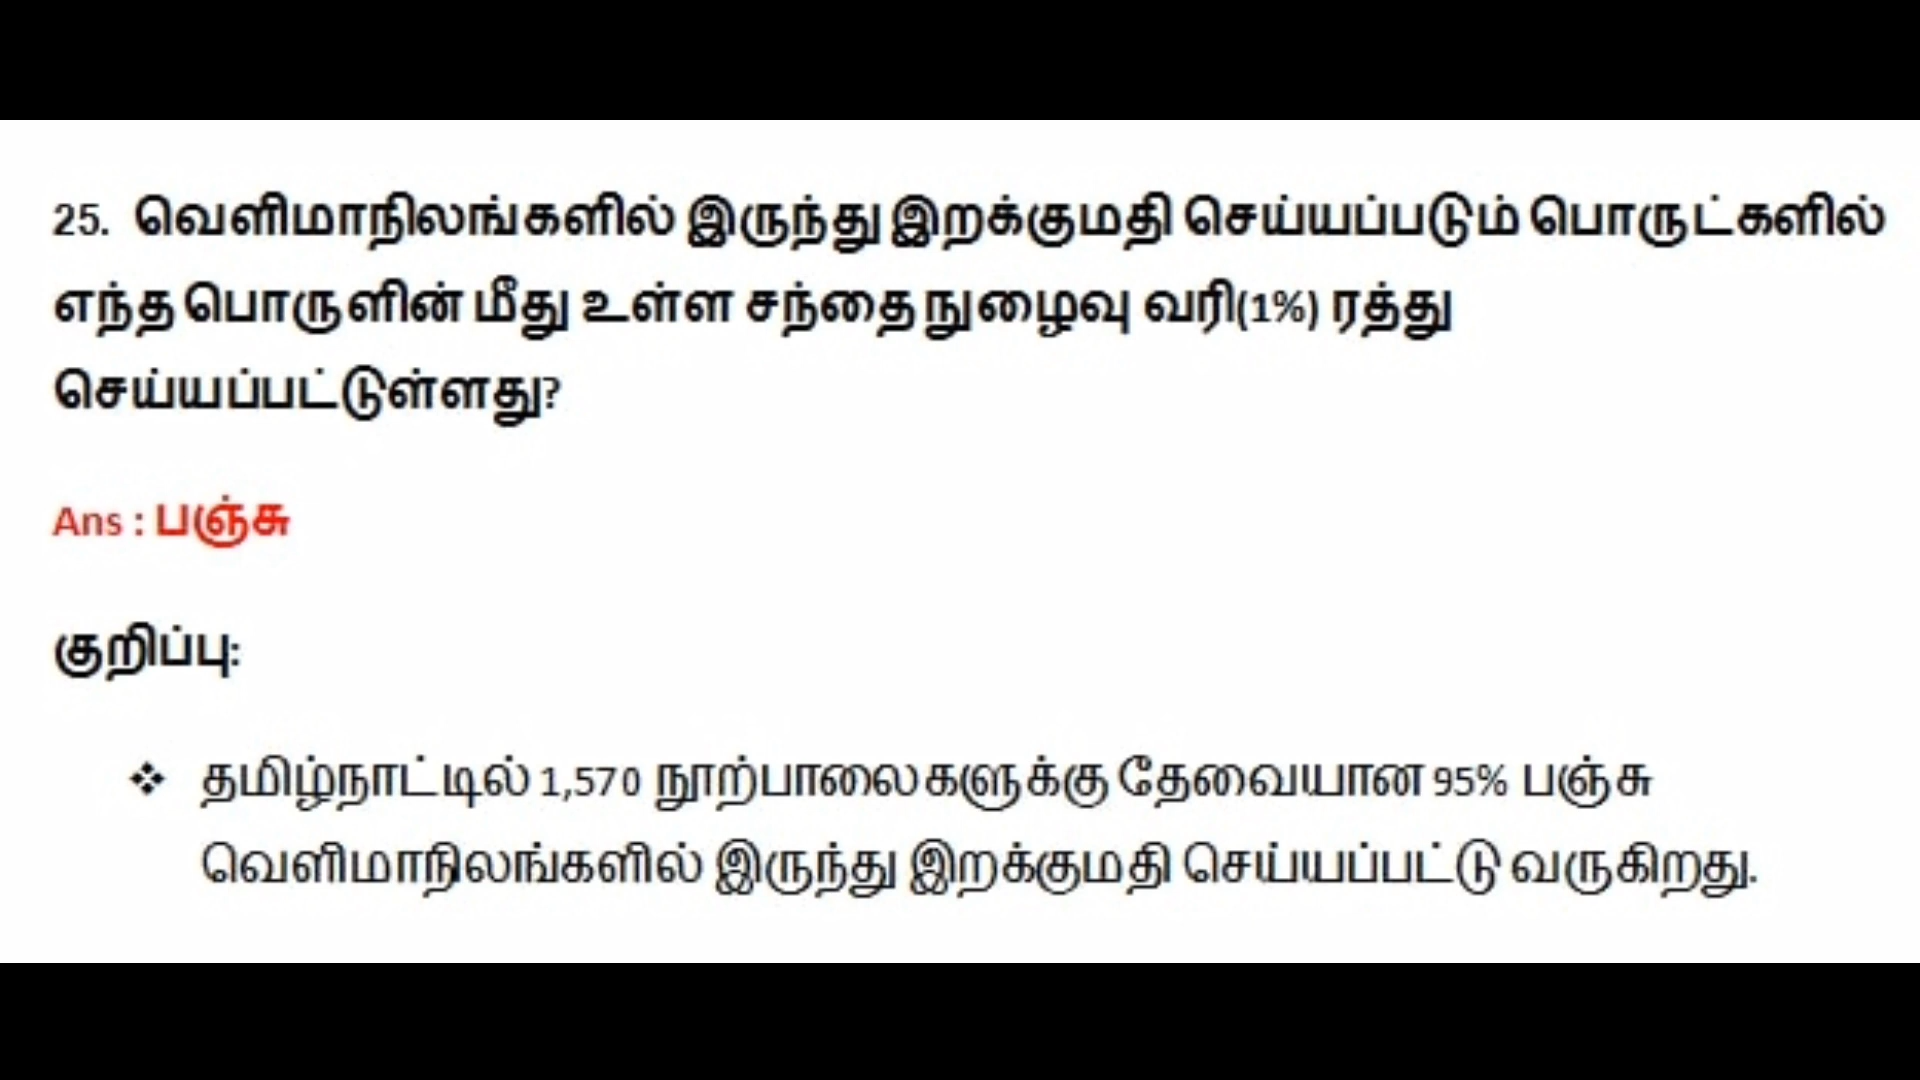 25. வெளிமாநிலங்களில் இருந்து இறக்குமதி செய்யப்படும் பொருட்களில்
எந்த பொருளின் மீது உள்ள சந்தை நுழைவு வரி(1%) ரத்து
செய்யப்பட்டுள்ளது?
Ans : பஞ்சு
குறிப்பு:
❖ தமிழ்நாட்டில் 1,570 நூற்பாலைகளுக்கு தேவையான 95% பஞ்சு
வெளிமாநிலங்களில் இருந்து இறக்குமதி செய்யப்பட்டு வருகிறது.